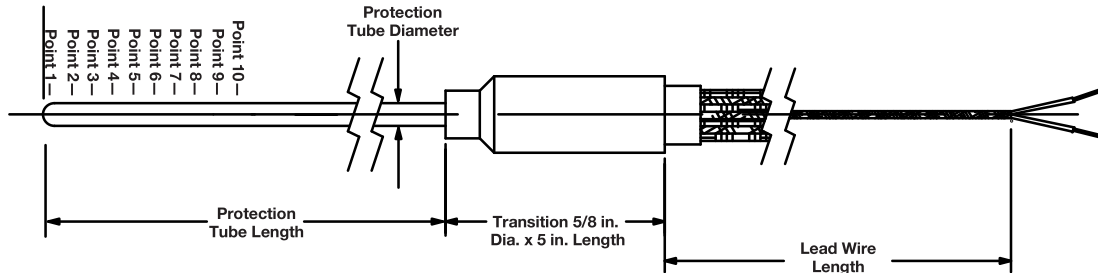 Protection
Tube Diameter
Point 1
Point 2
Point 3
Point 4
Point 5
Point 6
Point 7
Point 8
Point 9
Point 10
Protection
Tube Length
Transition 5/8 in.
Dia. x 5 in. Length
Lead Wire
Length